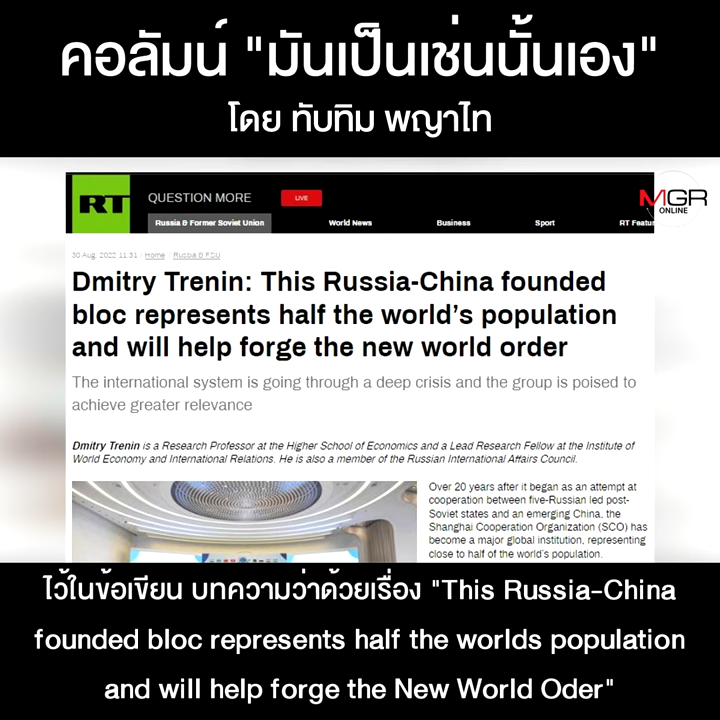 คอลัมน์ "มันเป็นเช่นนั้นเอง"
โดย ทับทิม พญาไท
RT
QUESTION MORE
LIVE
MGR
ONLINE
Russia & Former Soviet Union
World News
Business
Sport
RT Featur
30 Aug, 2022 11:31 / Home / Russia & FSU
Dmitry Trenin: This Russia-China founded
bloc represents half the world’s population
and will help forge the new world order
The international system is going through a deep crisis and the group is poised to
achieve greater relevance
Dmitry Trenin is a Research Professor at the Higher School of Economics and a Lead Research Fellow at the Institute of
World Economy and International Relations. He is also a member of the Russian International Affairs Council.
Over 20 years after it began as an attempt at
cooperation between five-Russian led post-
Soviet states and an emerging China, the
Shanghai Cooperation Organization (SCO) has
become a major global institution, representing
close to half of the world’s population.
ไว้ในข้อเขียน บทความว่าด้วยเรื่อง "This Russia-China
founded bloc represents half the worlds population
and will help forge the New World Oder"